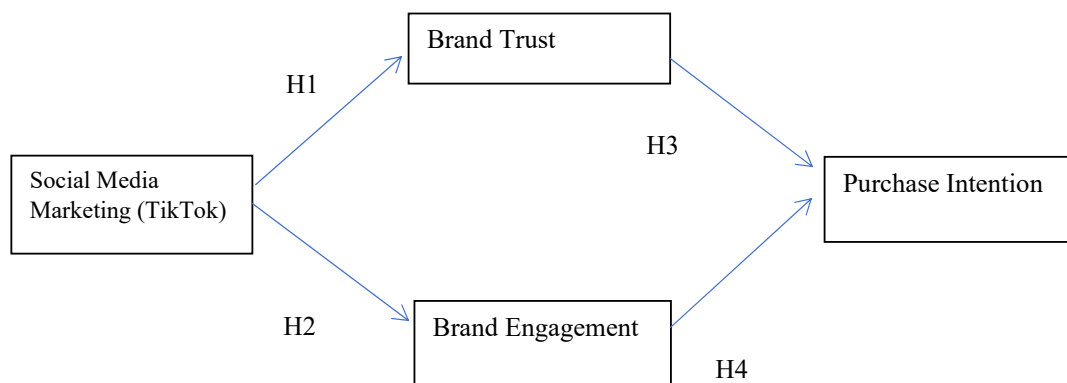 Brand Trust
H1
H3
Social Media
Marketing (TikTok)
Purchase Intention
H2
Brand Engagement
H4